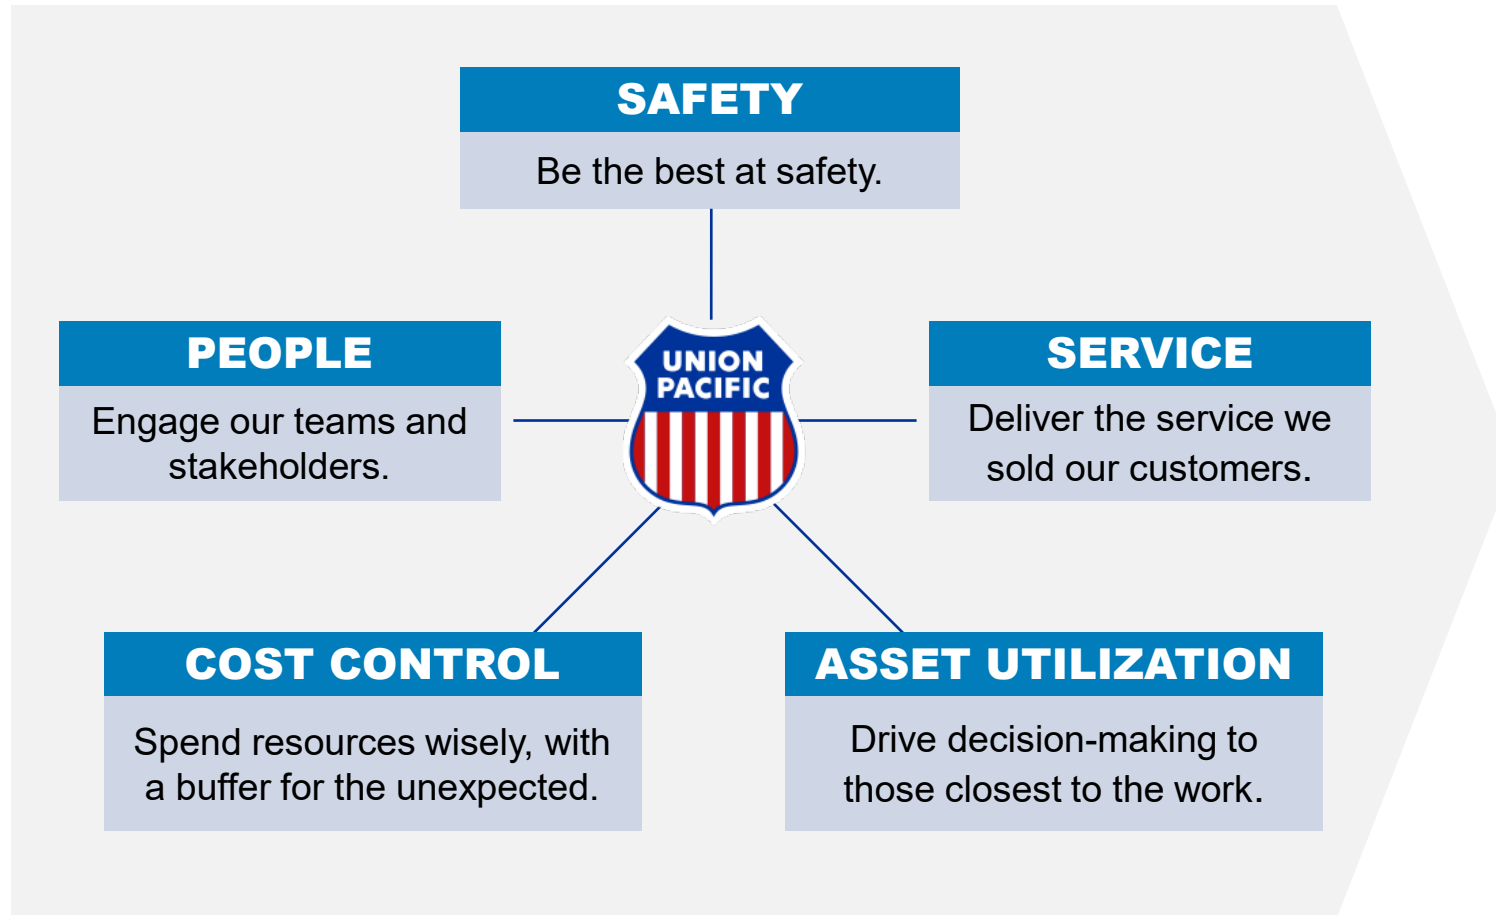 SAFETY
Be the best at safety.
PEOPLE
Engage our teams and
stakeholders.
UNION
PACIFIC
SERVICE
Deliver the service we
sold our customers.
COST CONTROL
Spend resources wisely, with
a buffer for the unexpected.
ASSET UTILIZATION
Drive decision-making to
those closest to the work.